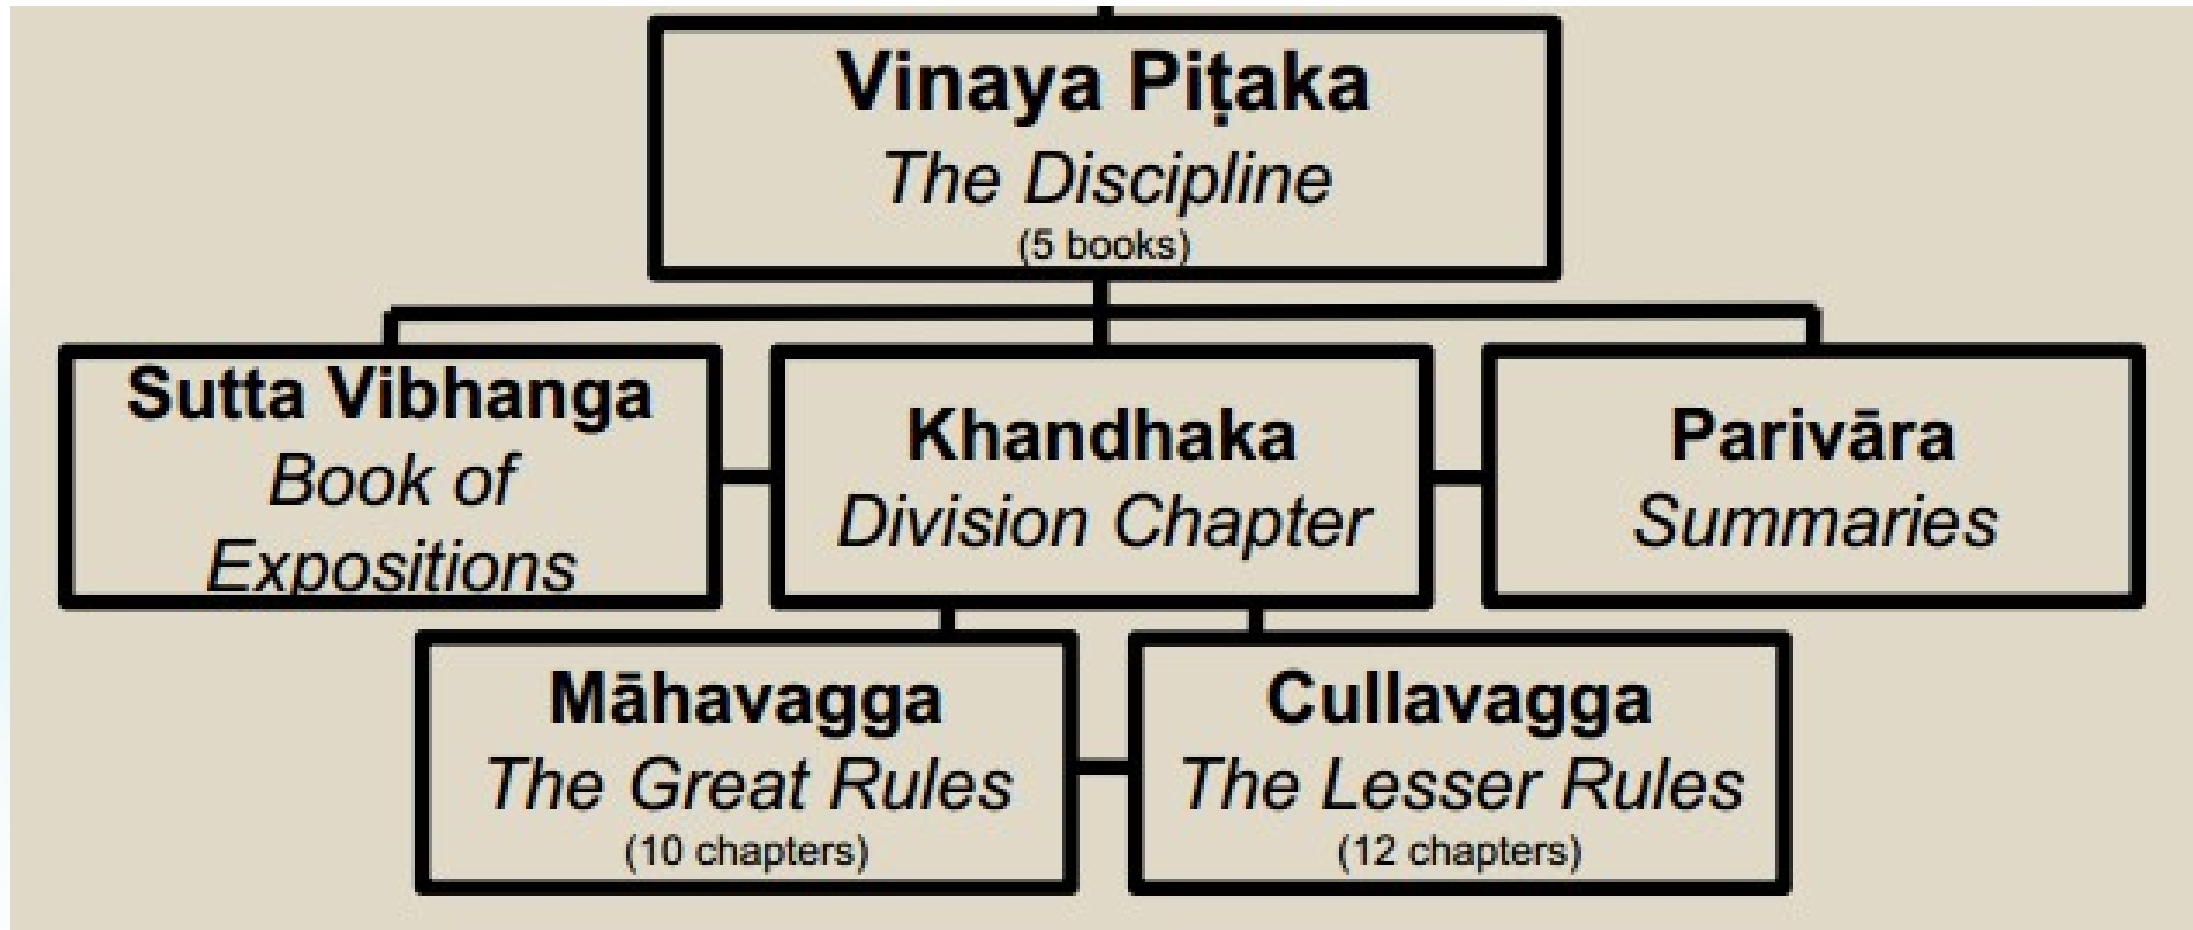 Vinaya Piṭaka
The Discipline
(5 books)
Sutta Vibhanga
Book of
Expositions
Khandhaka
Division Chapter
Parivāra
Summaries
Māhavagga
The Great Rules
(10 chapters)
Cullavagga
The Lesser Rules
(12 chapters)